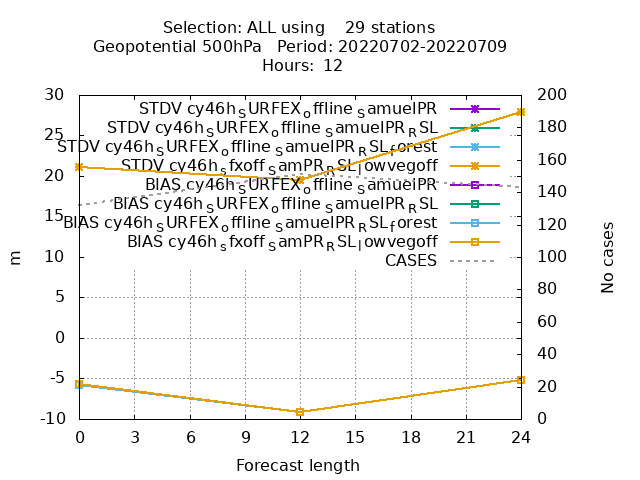 Selection: ALL using    29 stations
Geopotential 500hPa   Period: 20220702-20220709
Hours:  12
STDV cy46h_SURFEX_offline_SamuelPR
STDV cy46h_SURFEX_offline_SamuelPR_RSL
STDV cy46h_SURFEX_offline_SamuelPR_RSL_forest
STDV cy46h_sfxoff_SamPR_RSL_lowvegoff
BIAS cy46h_SURFEX_offline_SamuelPR
BIAS cy46h_SURFEX_offline_SamuelPR_RSL
BIAS cy46h_SURFEX_offline_SamuelPR_RSL_forest
BIAS cy46h_sfxoff_SamPR_RSL_lowvegoff
CASES
30
25
20
15
10
5
0
-5
-10
m
200
180
160
140
120
100
80
60
40
20
0
No cases
0 3 6 9 12 15 18 21 24
Forecast length